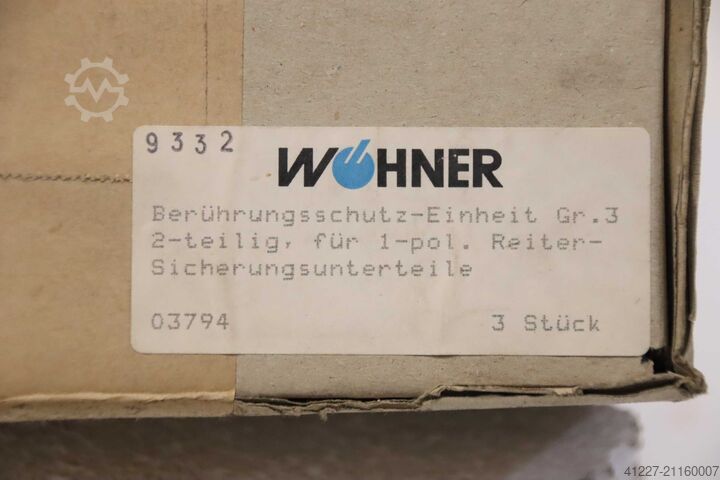 9332
WÖHNER
Berührungsschutz-Einheit Gr.3
2-teilig, für 1-pol. Reiter-
Sicherungsunterteile
03794 3 Stück
41227-21160007